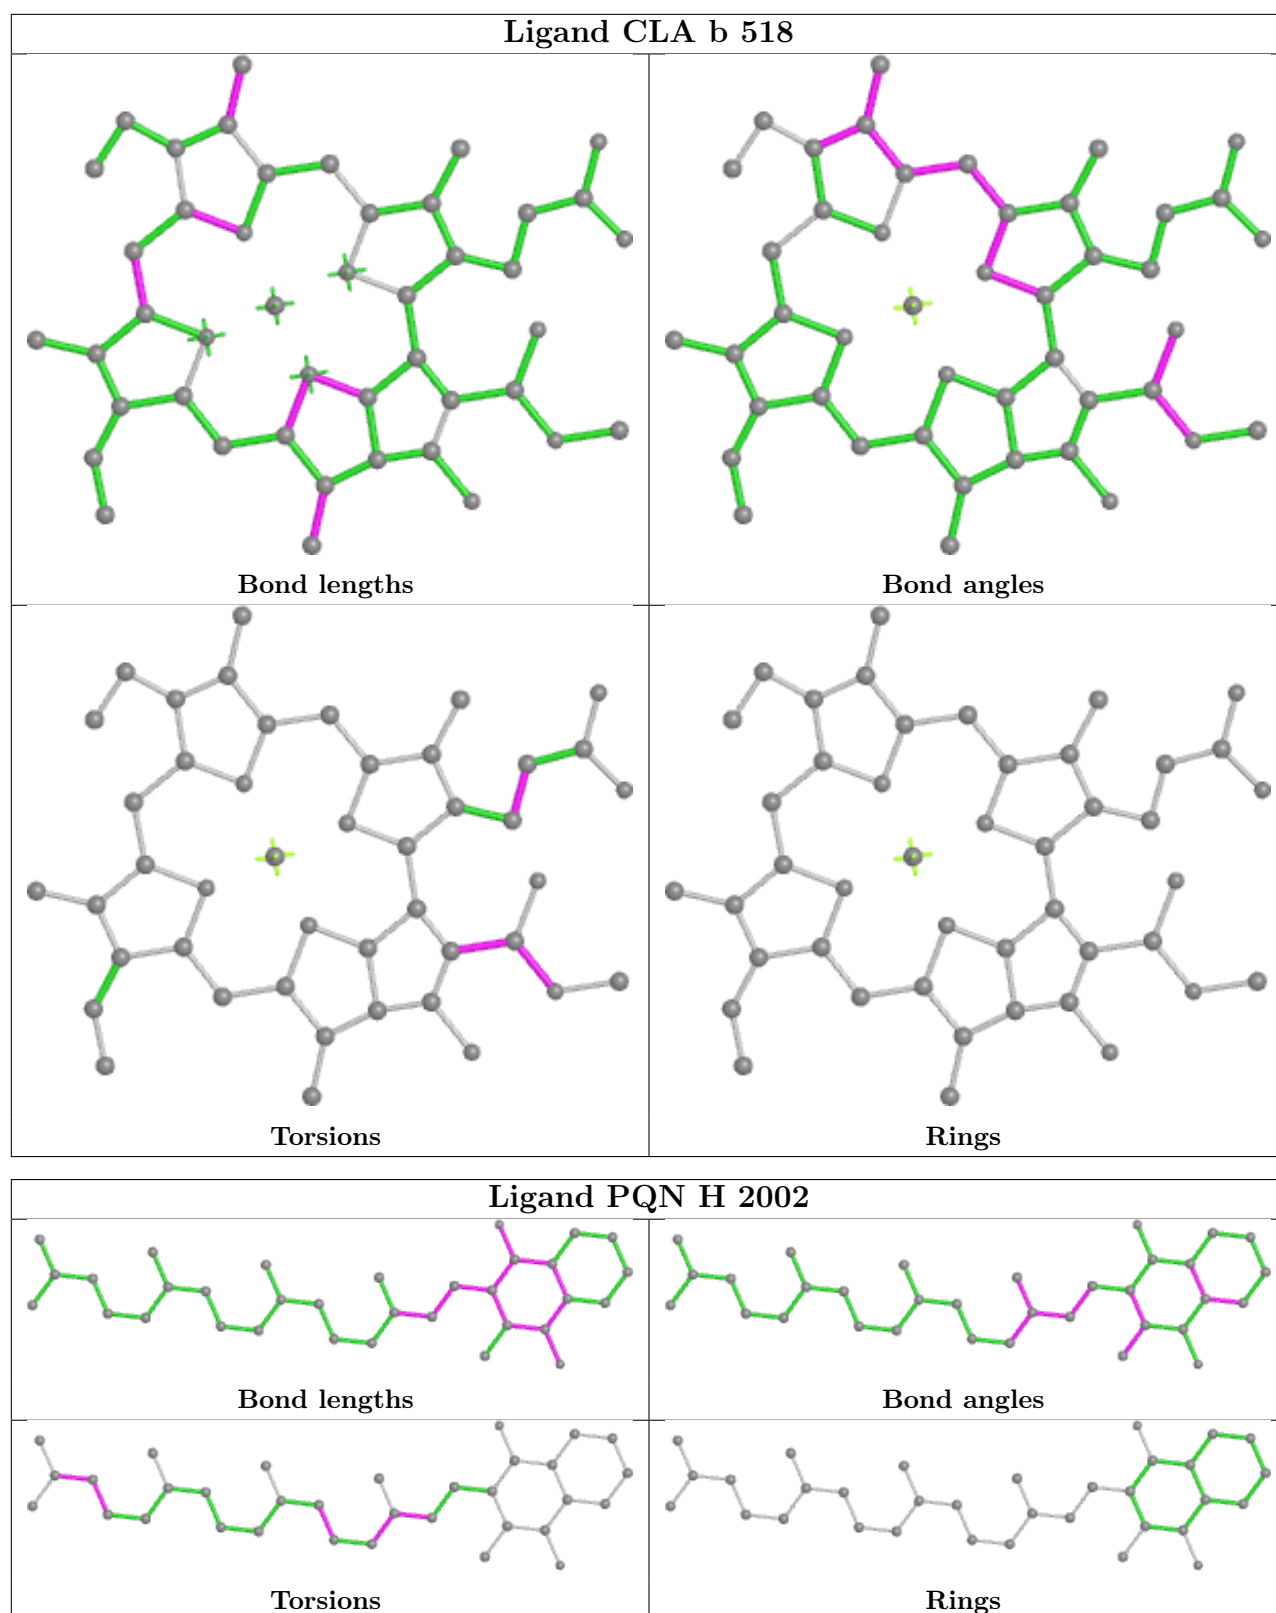 Ligand CLA b 518
Bond lengths
Bond angles
Torsions
Rings
Ligand PQN H 2002
Bond lengths
Bond angles
Torsions
Rings